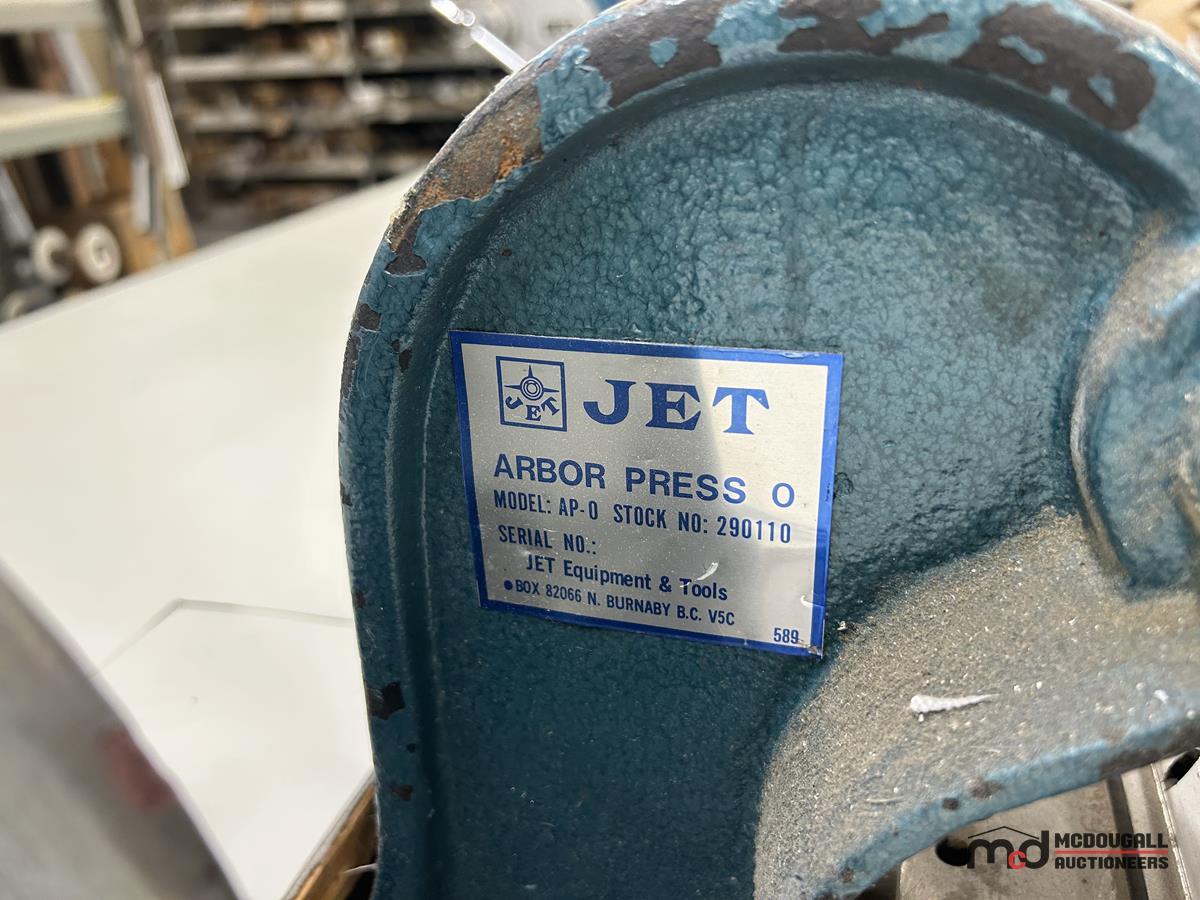 JET
JET
ARBOR PRESS 0
MODEL: AP-0 STOCK NO: 290110
SERIAL NO.:
JET Equipment & Tools
•BOX 82066 N. BURNABY B.C. V5C
589
mcd MCDOUGALL
AUCTIONEERS